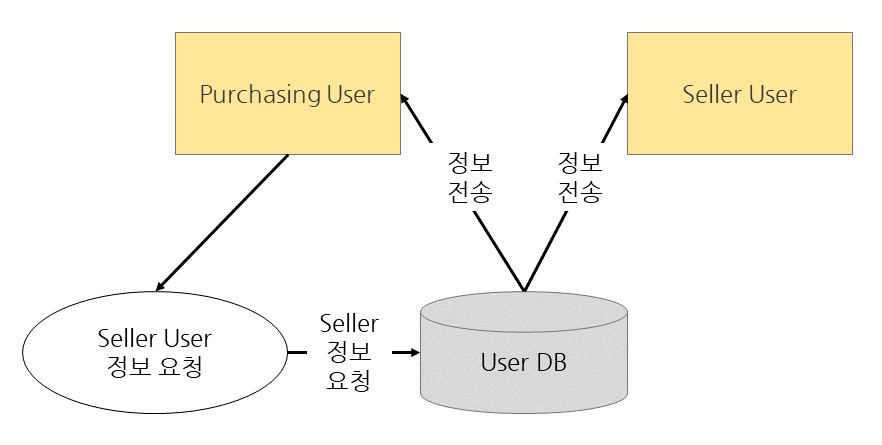 Purchasing User
Seller User
정보
전송
정보
전송
Seller User
정보 요청
Seller
정보
요청
User DB